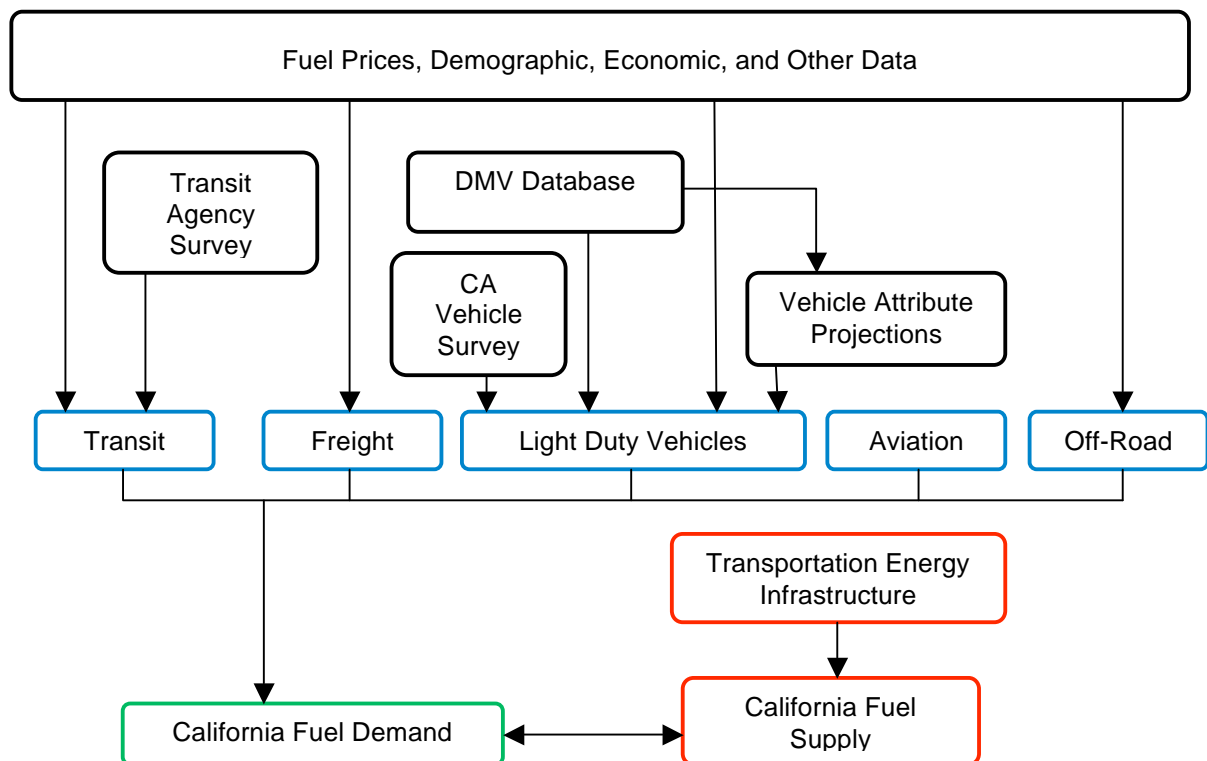 Fuel Prices, Demographic, Economic, and Other Data
Transit
Agency
Survey
DMV Database
CA
Vehicle
Survey
Vehicle Attribute
Projections
Transit
Freight
Light Duty Vehicles
Aviation
Off-Road
Transportation Energy
Infrastructure
California Fuel Demand
California Fuel
Supply